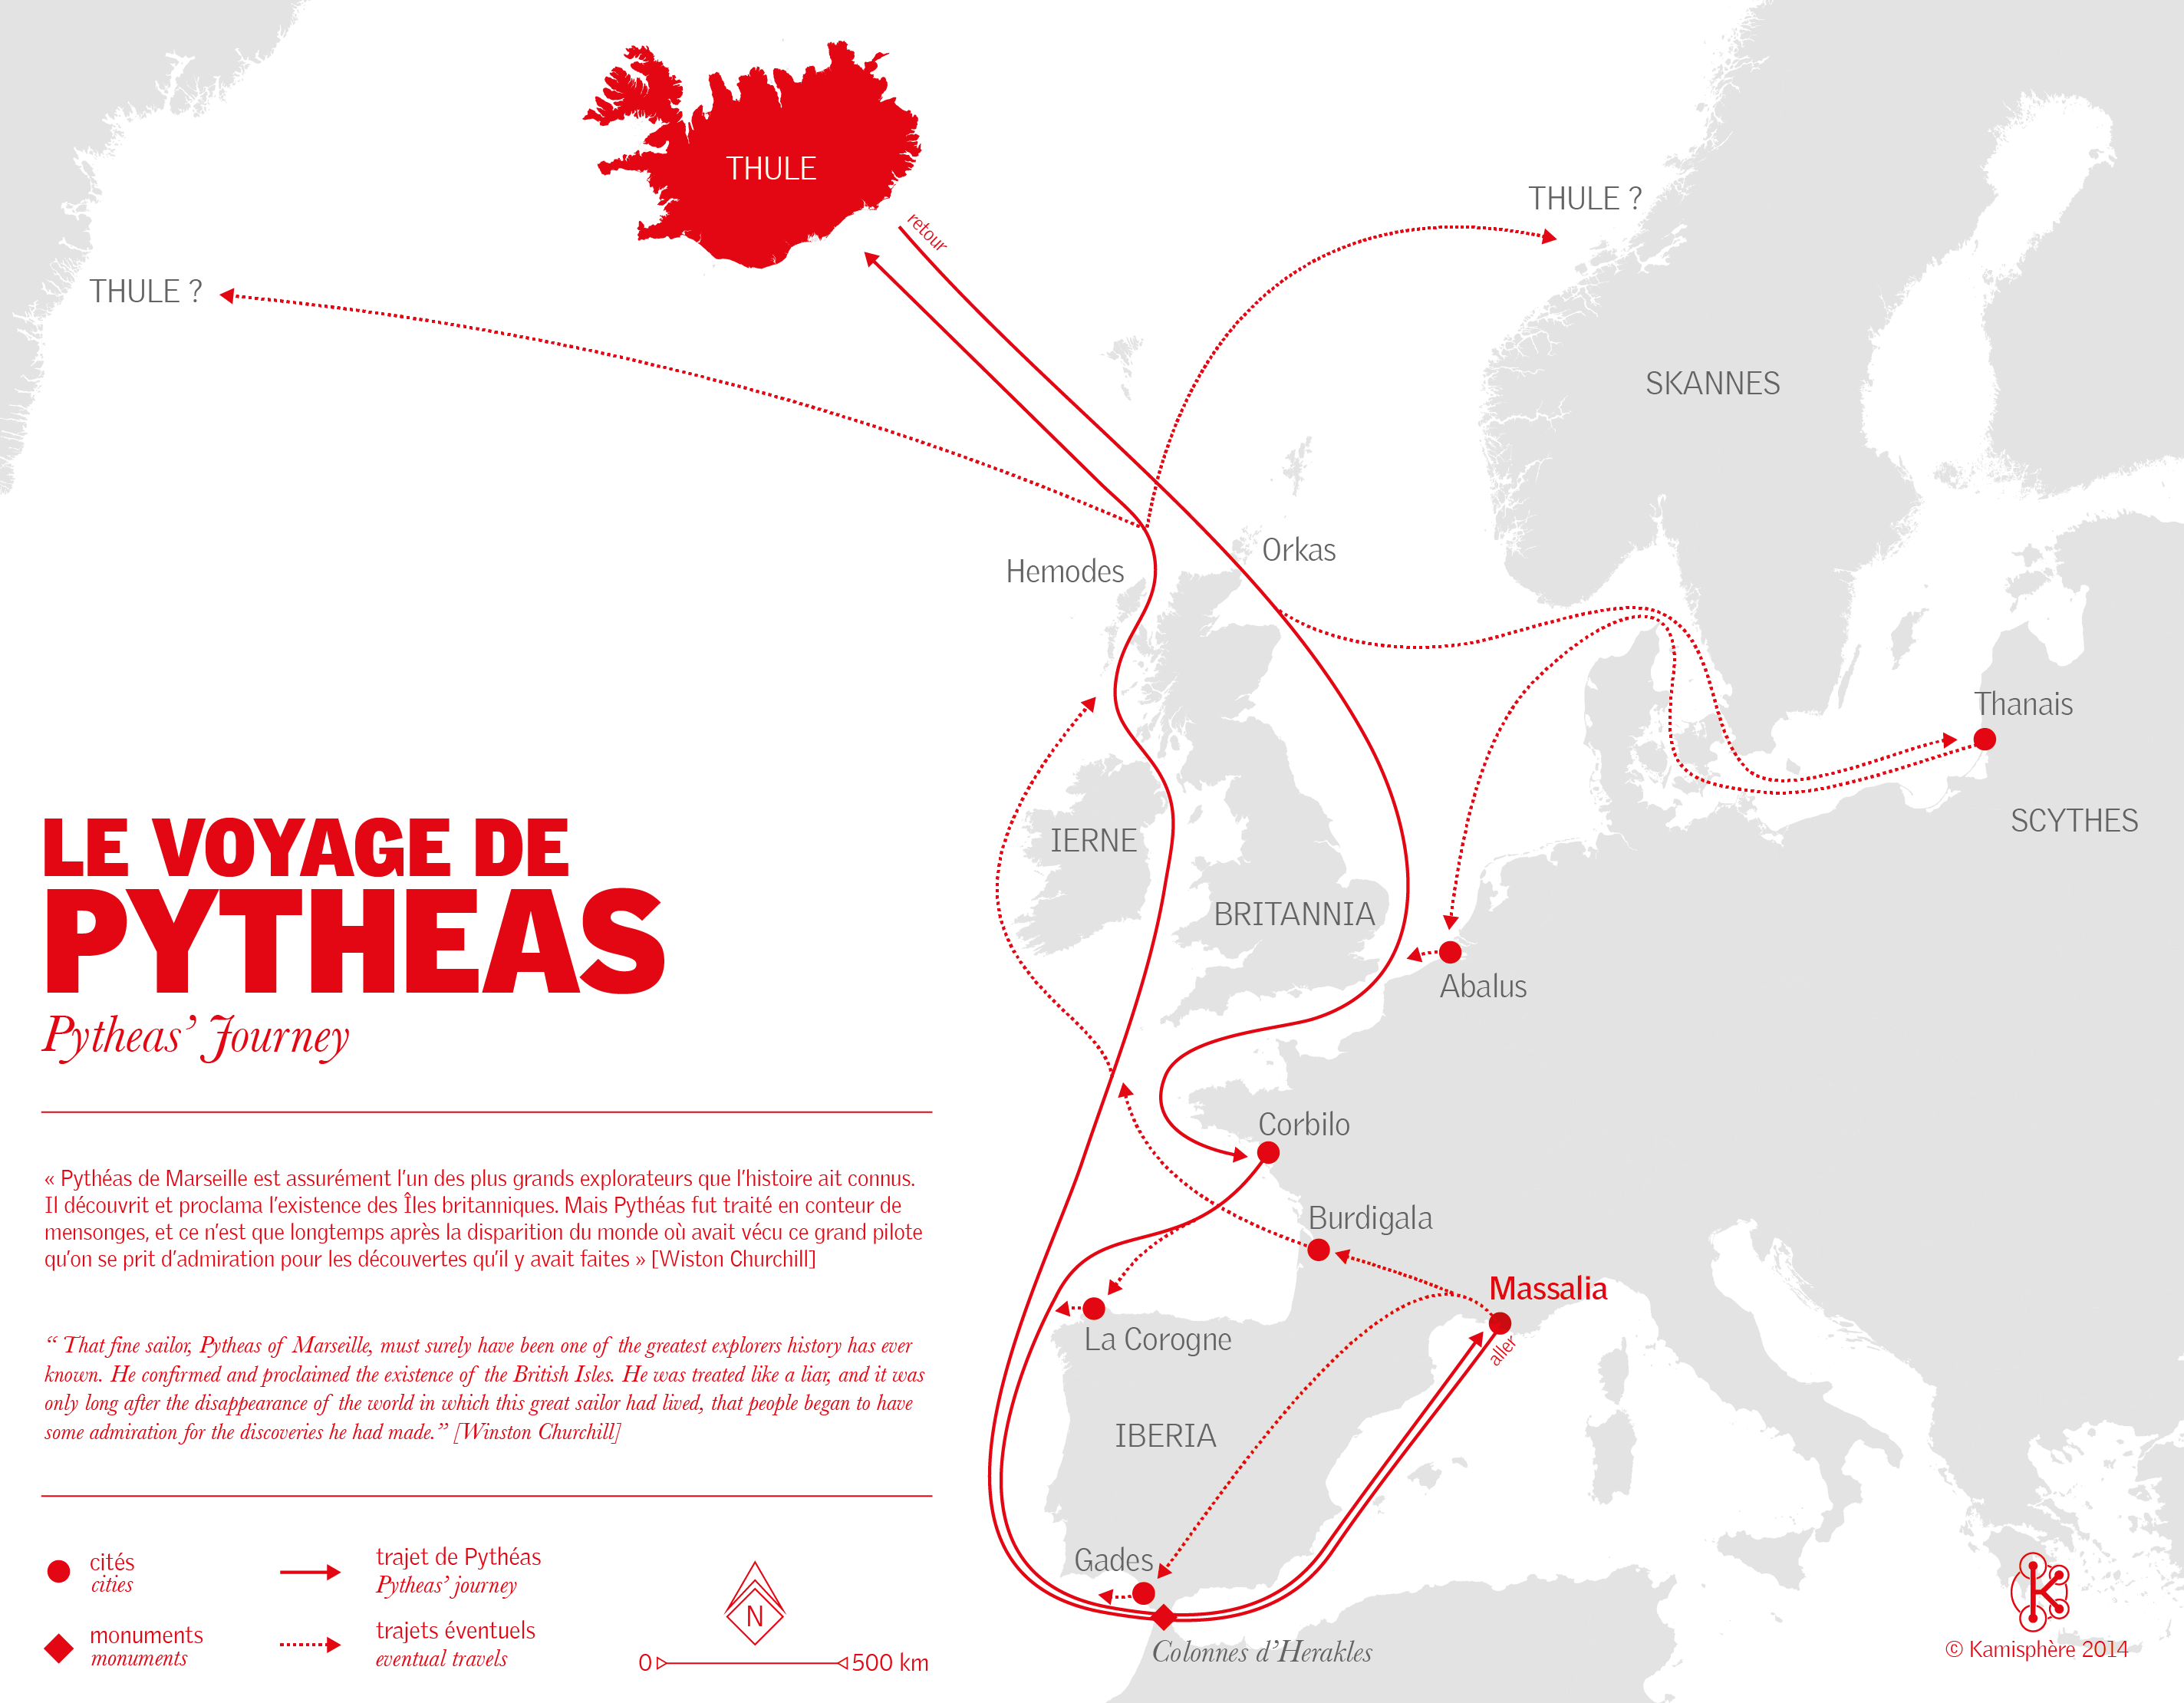 THULE
retour
THULE ?
THULE ?
SKANNES
Hemodes
Orkas
Thanais
SCYTHES
IERNE
BRITANNIA
Abalus
LE VOYAGE DE
PYTHEAS
Pytheas’ Journey
Corbilo
Burdigala
Massalia
aller
La Corogne
IBERIA
Gades
Colonnes d’Herakles
« Pythéas de Marseille est assurément l’un des plus grands explorateurs que l’histoire ait connus.
Il découvrit et proclama l’existence des Îles britanniques. Mais Pythéas fut traité en conteur de
mensonges, et ce n’est que longtemps après la disparition du monde où avait vécu ce grand pilote
qu’on se prit d’admiration pour les découvertes qu’il y avait faites » [Wiston Churchill]
“ That fine sailor, Pytheas of Marseille, must surely have been one of the greatest explorers history has ever
known. He confirmed and proclaimed the existence of the British Isles. He was treated like a liar, and it was
only long after the disappearance of the world in which this great sailor had lived, that people began to have
some admiration for the discoveries he had made.” [Winston Churchill]
cités
cities
trajet de Pythéas
Pytheas’ journey
monuments
monuments
trajets éventuels
eventual travels
N
0 500 km
K
© Kamisphère 2014